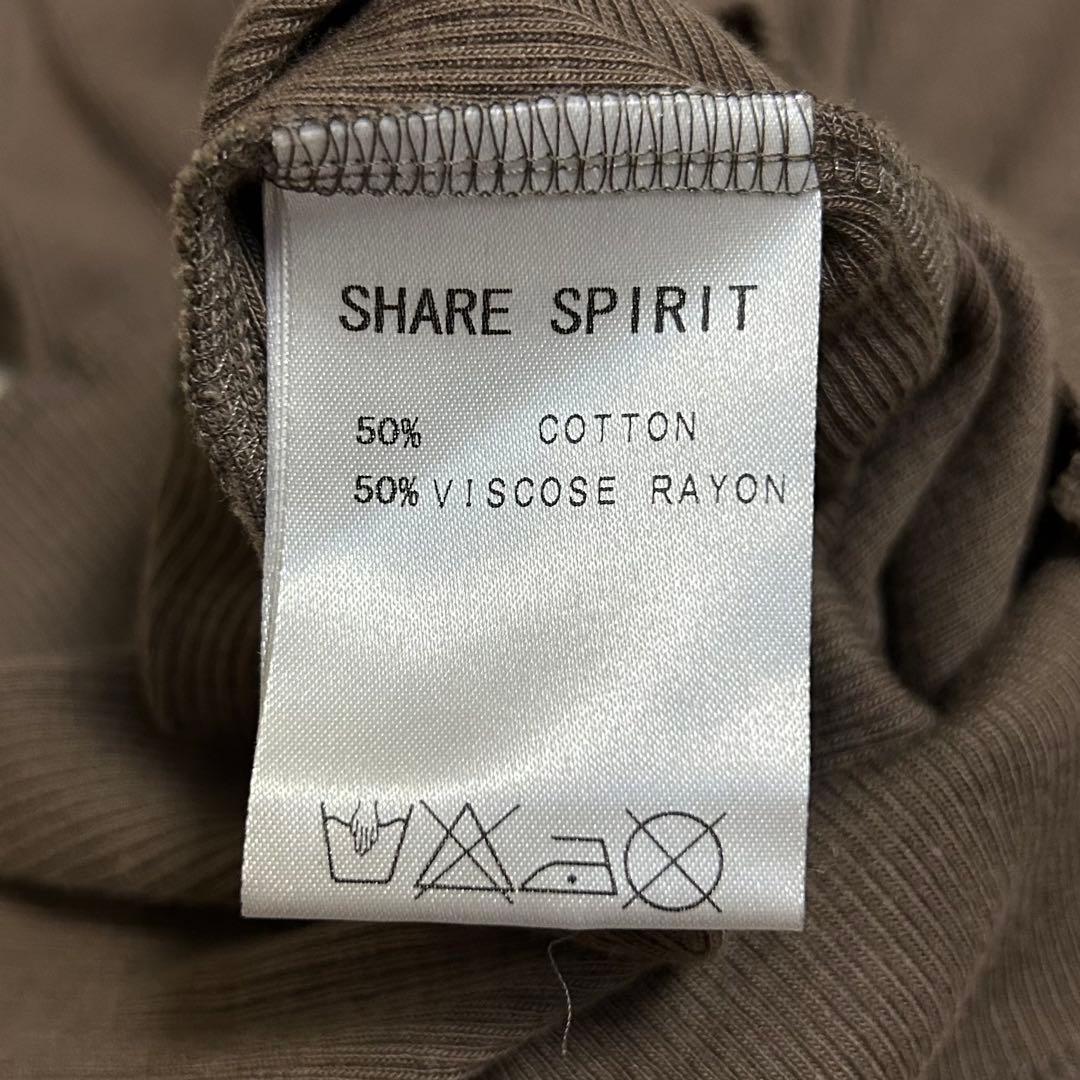 SHARE SPIRIT
50% COTTON
50% VISCOSE RAYON